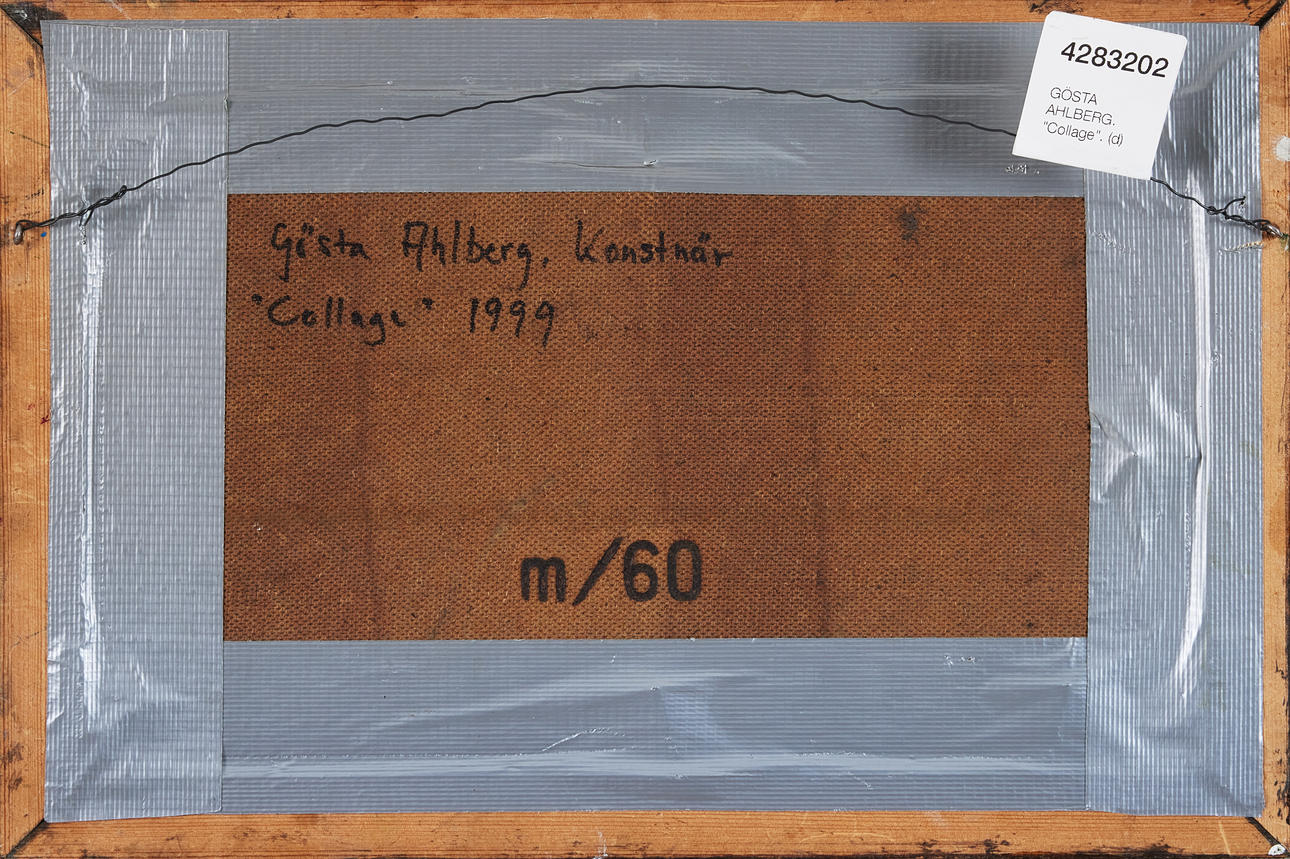 4283202
GÖSTA
AHLBERG.
"Collage". (d)
Gösta Ahlberg. Konstnär
"Collage" 1999
m/60